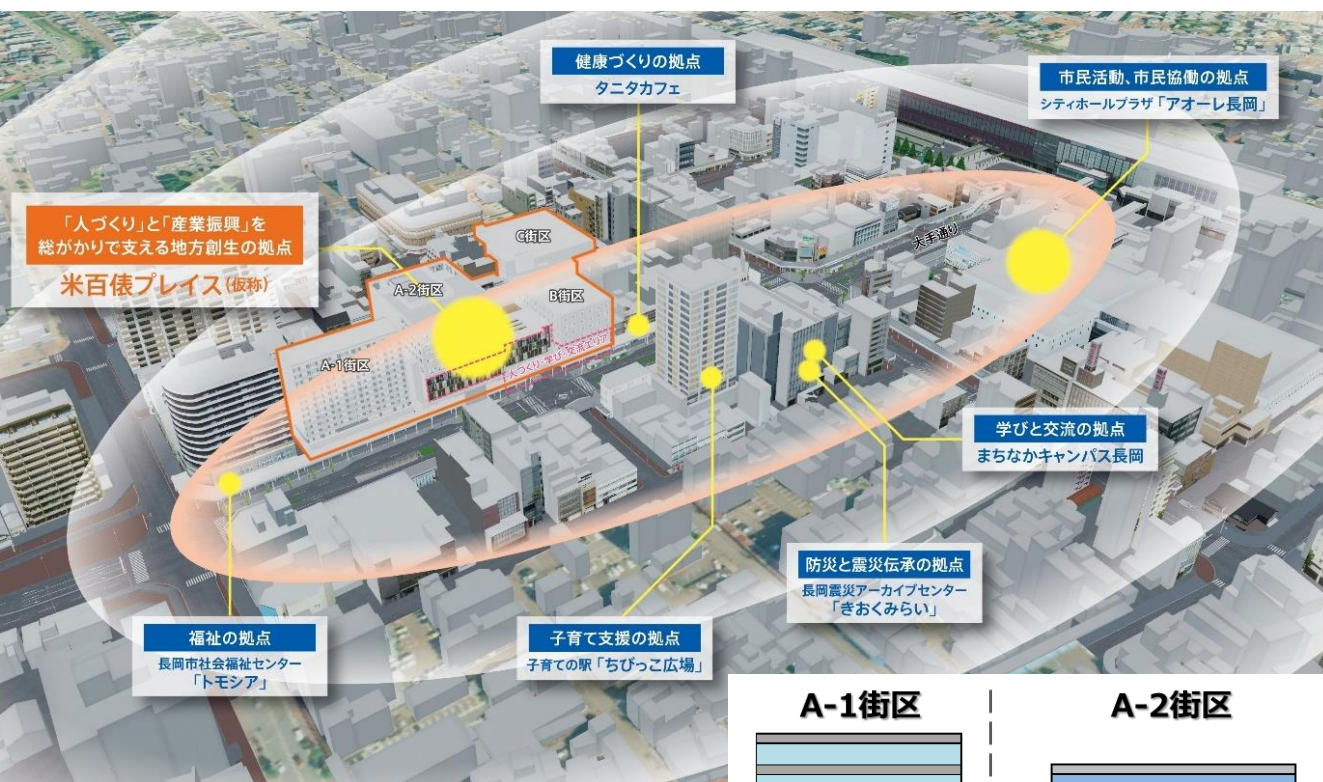 健康づくりの拠点
タニタカフェ
市民活動、市民協働の拠点
シティホールプラザ「アオーレ長岡」
「人づくり」と「産業振興」を
総がかりで支える地方創生の拠点
米百俵プレイス(仮称)
C街区
A-2街区
B街区
A-1街区
「人づくり・学び・交流エリア」
大手通り
学びと交流の拠点
まちなかキャンパス長岡
防災と震災伝承の拠点
長岡震災アーカイブセンター
「きおくみらい」
福祉の拠点
長岡市社会福祉センター
「トモシア」
子育て支援の拠点
子育ての駅「ちびっこ広場」
A-1街区
A-2街区